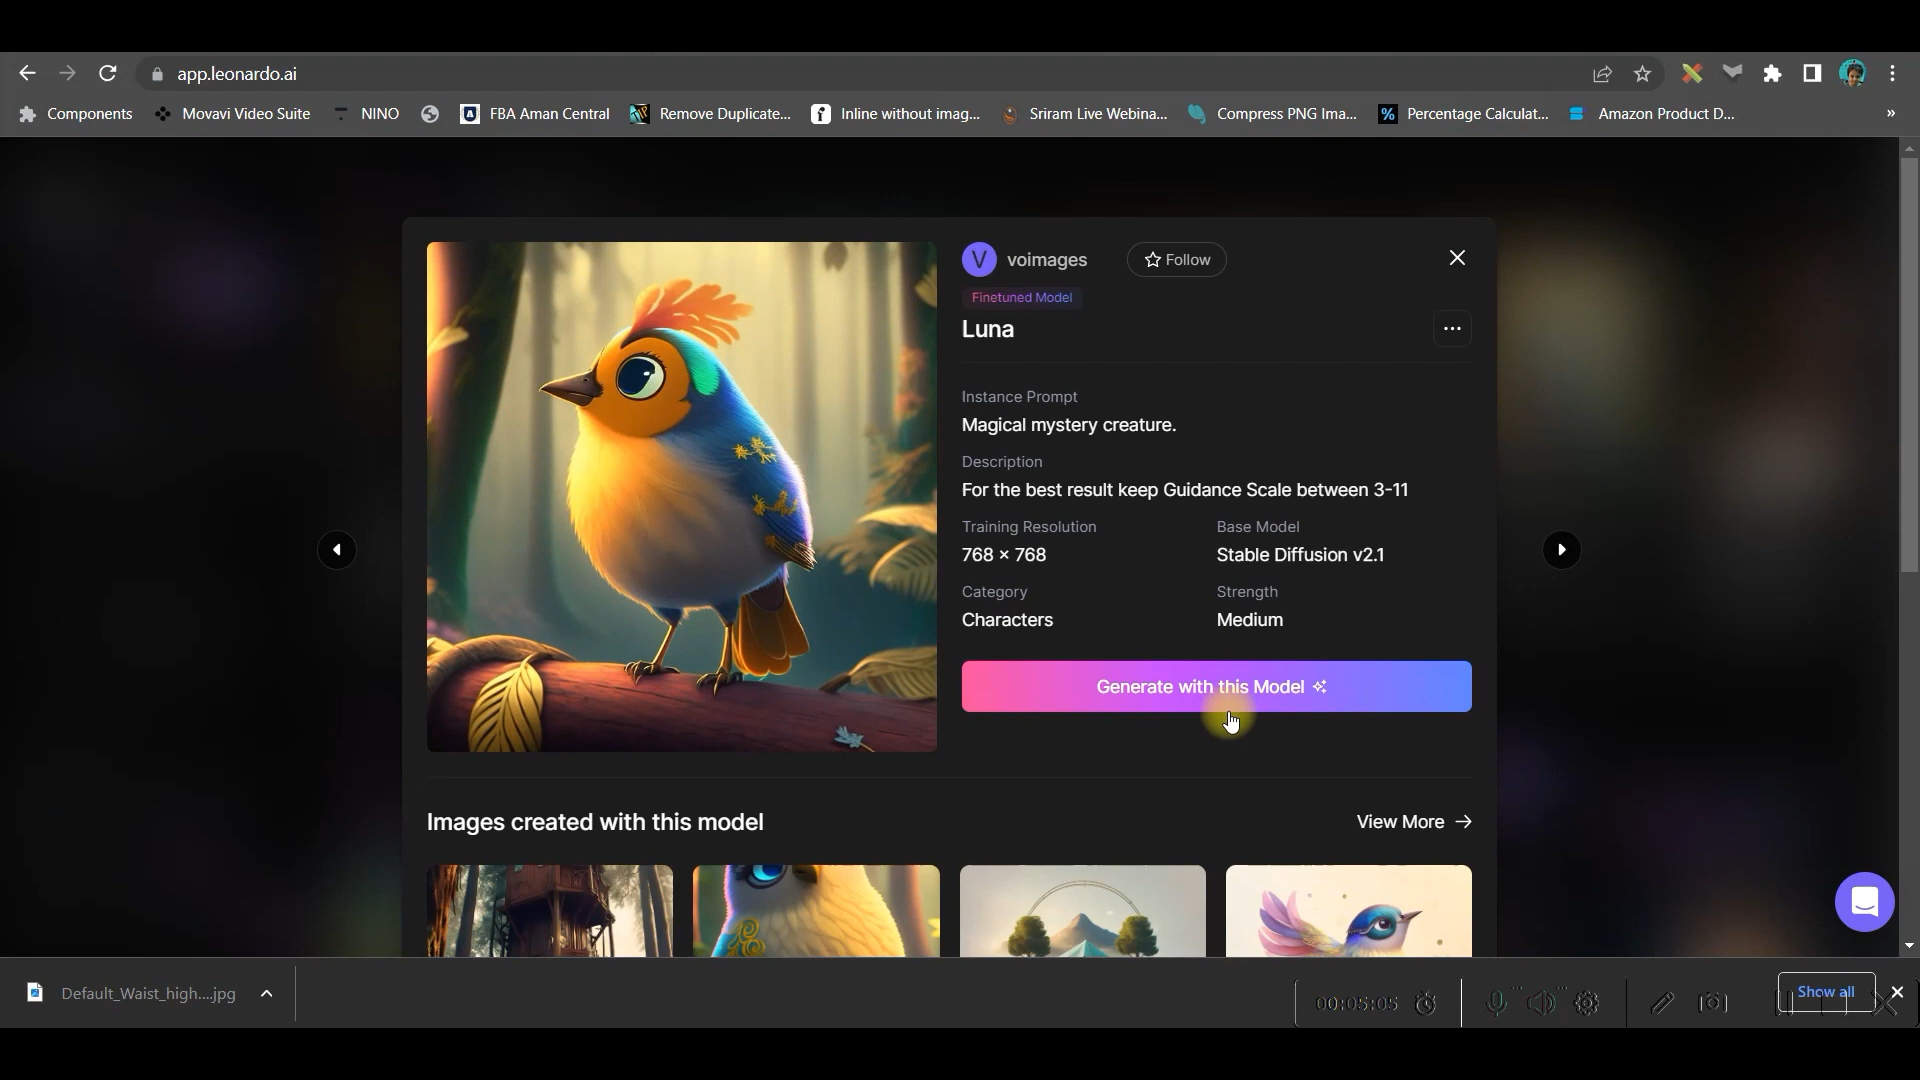 app.leonardo.ai
Components
Movavi Video Suite
NINO
FBA Aman Central
Remove Duplicate...
Inline without imag...
Sriram Live Webina...
Compress PNG Ima...
Percentage Calculat...
Amazon Product D...
»
V voimages
Follow
Finetuned Model
Luna
Instance Prompt
Magical mystery creature.
Description
For the best result keep Guidance Scale between 3-11
Training Resolution
Base Model
768 × 768
Stable Diffusion v2.1
Category
Strength
Characters
Medium
Generate with this Model
Images created with this model
View More →
Default_Waist_high....jpg
00:05:05
Show all